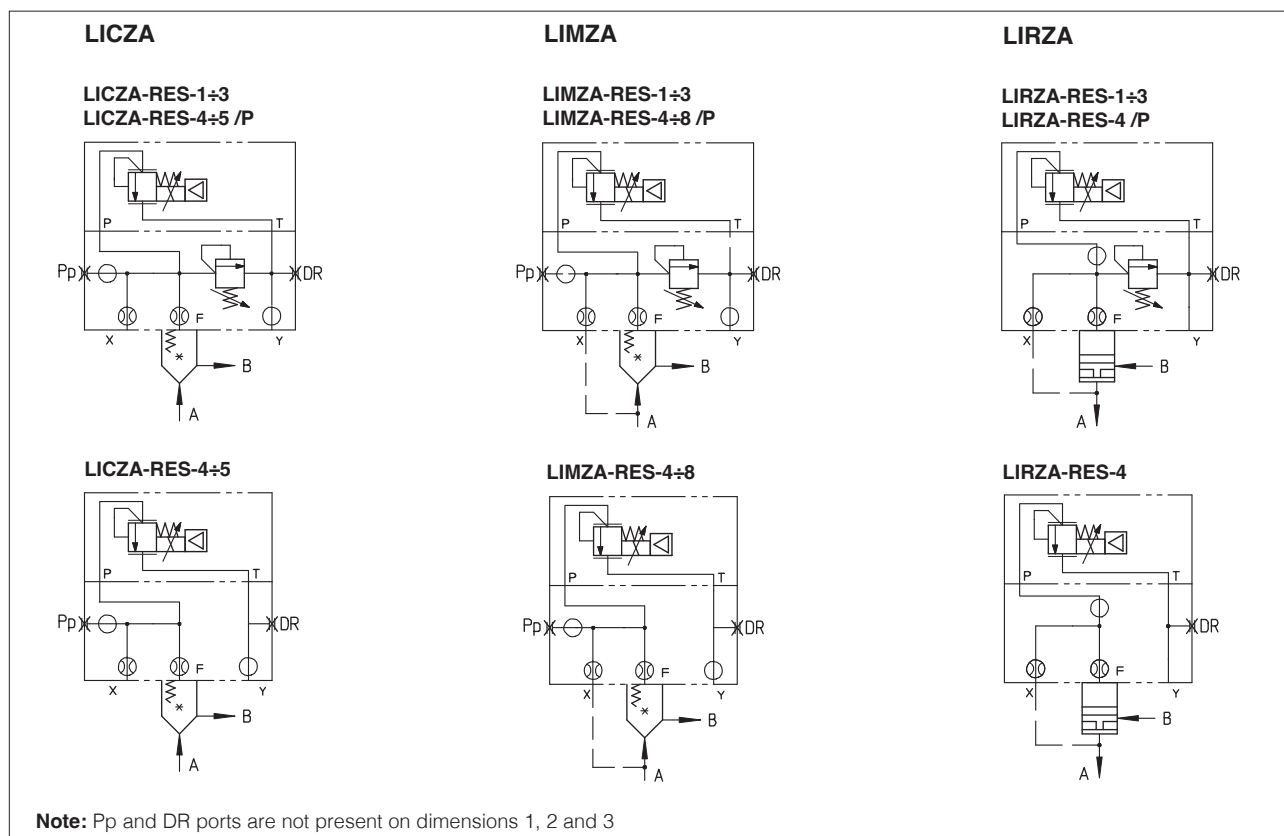 LICZA
LICZA-RES-1÷3
LICZA-RES-4÷5 /P
P
T
Pp
DR
X
F
Y
*
B
A
LICZA-RES-4÷5
P
T
Pp
DR
X
F
Y
*
B
A
LIMZA
LIMZA-RES-1÷3
LIMZA-RES-4÷8 /P
P
T
Pp
DR
X
F
Y
*
B
A
LIMZA-RES-4÷8
P
T
Pp
DR
X
F
Y
*
B
A
LIRZA
LIRZA-RES-1÷3
LIRZA-RES-4 /P
P
T
DR
X
F
Y
B
A
LIRZA-RES-4
P
T
DR
X
F
Y
B
A
Note: Pp and DR ports are not present on dimensions 1, 2 and 3